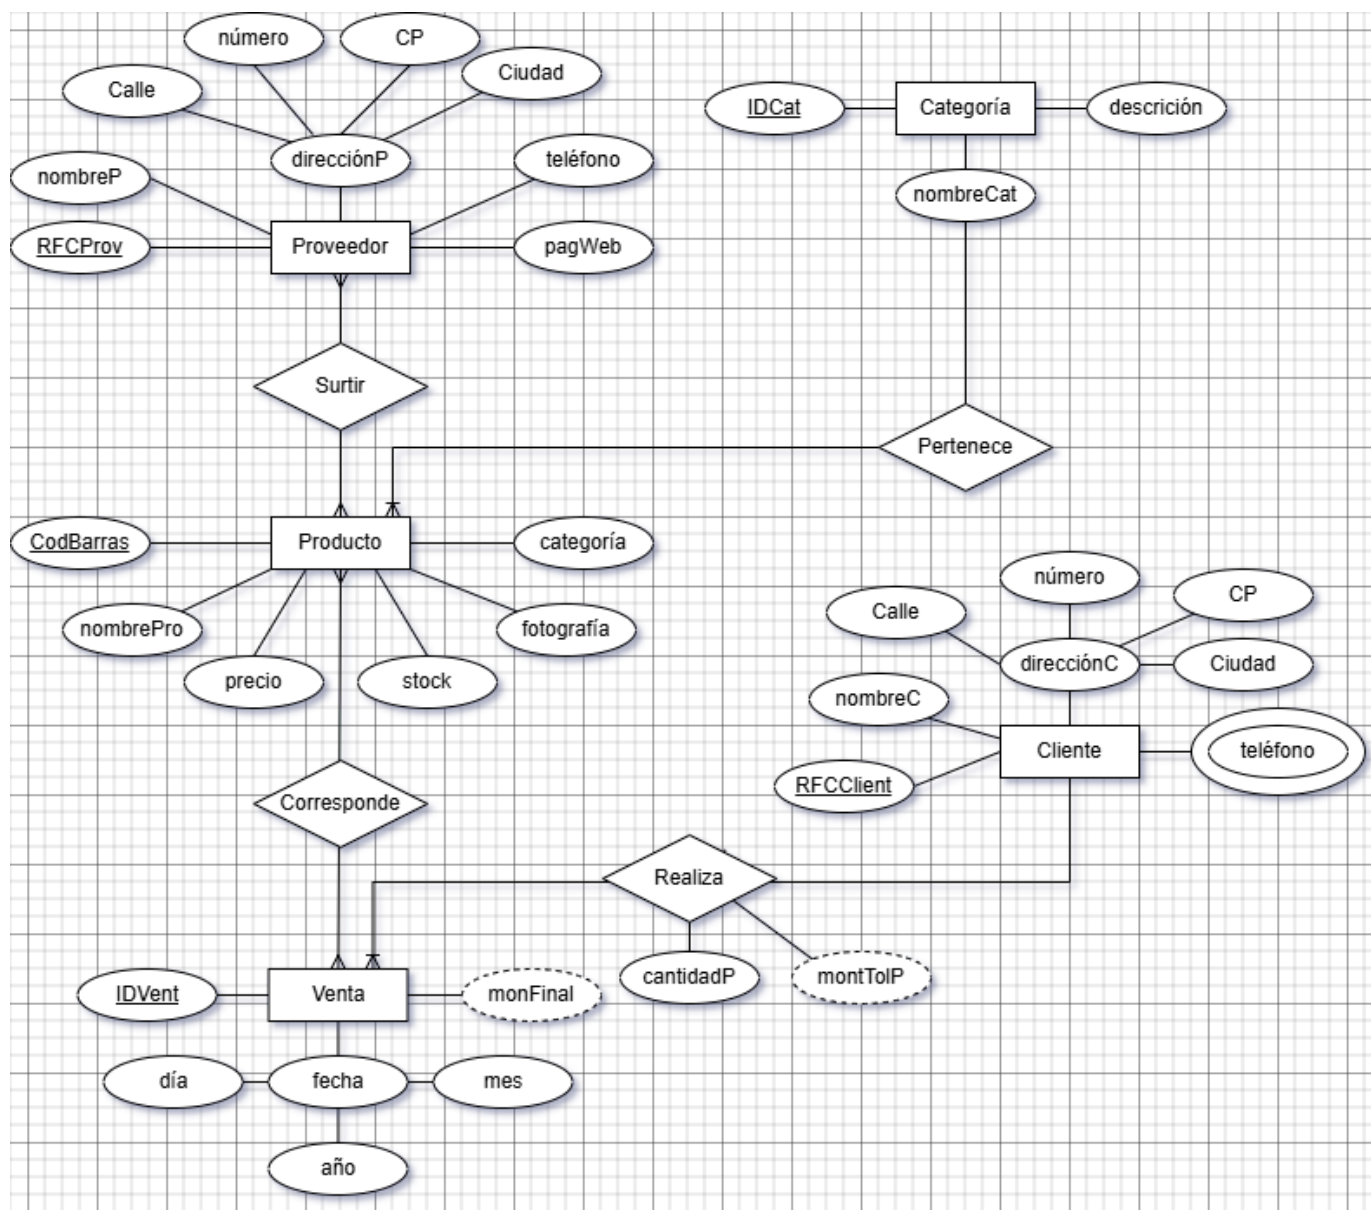 número
CP
Ciudad
Calle
IDCat
Categoría
descrición
direcciónP
teléfono
nombreP
nombreCat
RFCProv
Proveedor
pagWeb
Surtir
Pertenece
CodBarras
Producto
categoría
número
CP
Calle
nombrePro
fotografía
direcciónC
Ciudad
precio
stock
nombreC
Cliente
teléfono
RFCClient
Corresponde
Realiza
cantidadP
montTolP
IDVent
Venta
monFinal
día
fecha
mes
año